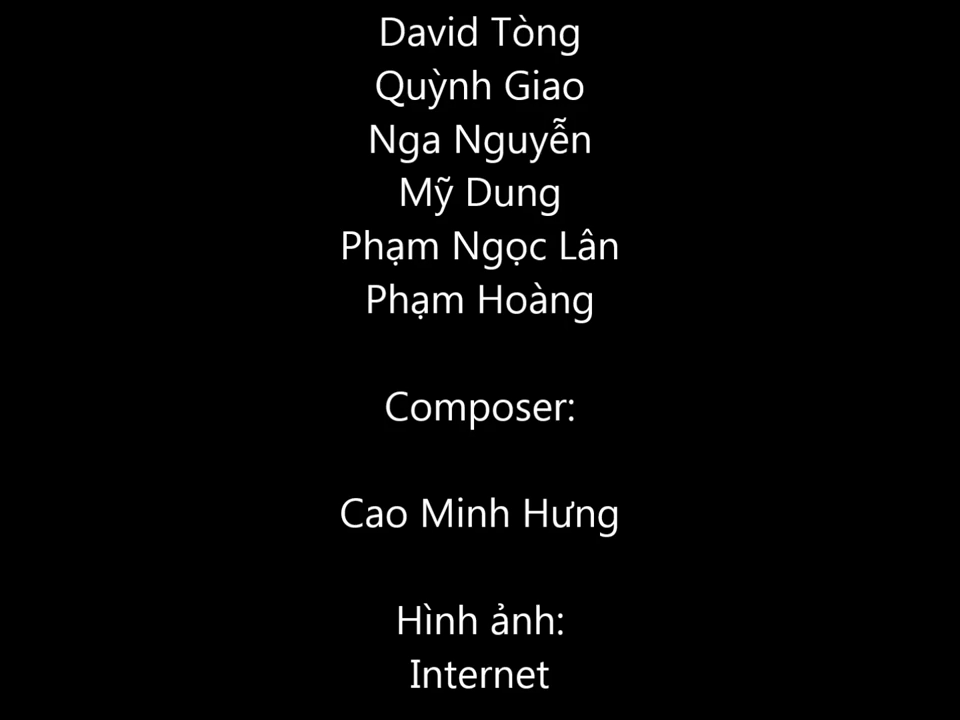 David Tòng
Quỳnh Giao
Nga Nguyễn
Mỹ Dung
Phạm Ngọc Lân
Phạm Hoàng
Composer:
Cao Minh Hưng
Hình ảnh:
Internet